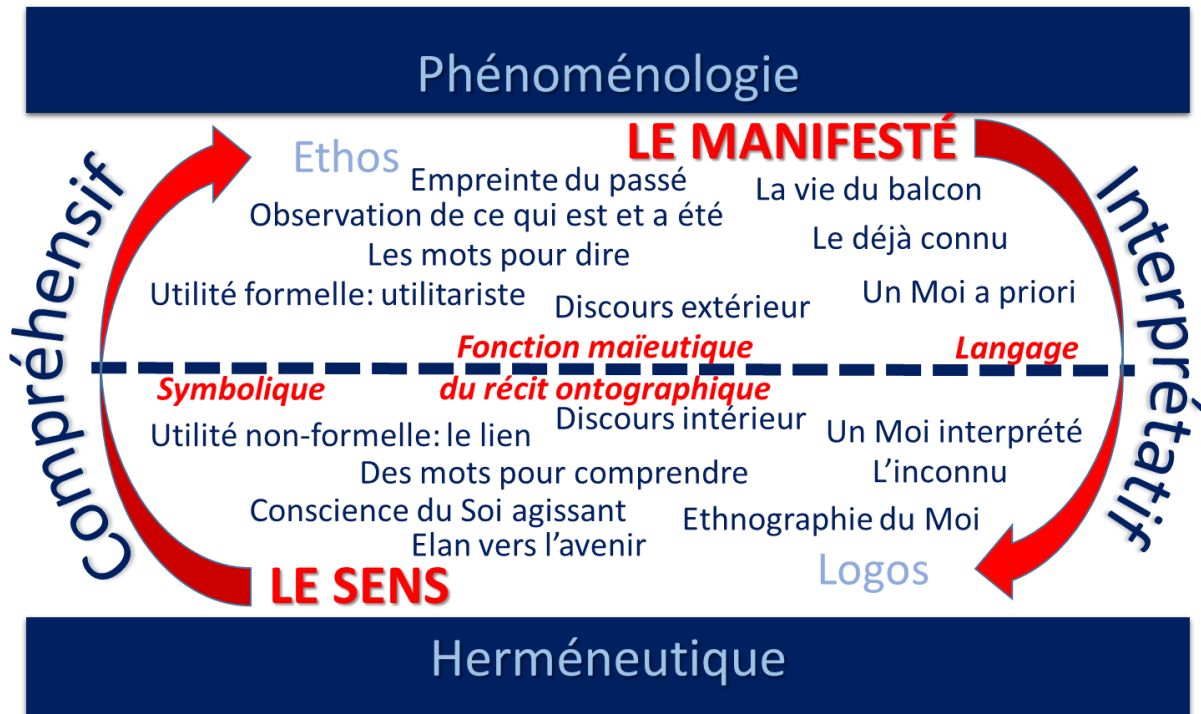 Phénoménologie
Ethos
LE MANIFESTÉ
Empreinte du passé
La vie du balcon
Observation de ce qui est et a été
Le déjà connu
Les mots pour dire
Utilité formelle: utilitariste
Discours extérieur
Un Moi a priori
Compréhensif
Interprétatif
Fonction maïeutique
Langage
Symbolique
du récit ontographique
Utilité non-formelle: le lien
Discours intérieur
Un Moi interprété
Des mots pour comprendre
L'inconnu
Conscience du Soi agissant
Ethnographie du Moi
Elan vers l'avenir
LE SENS
Logos
Herméneutique